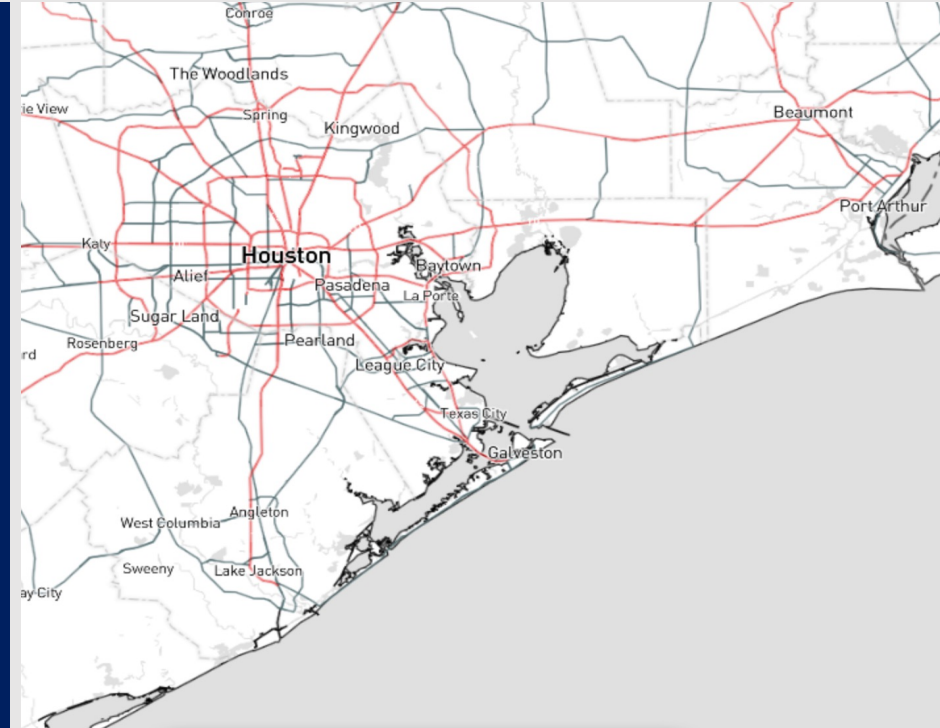 Conroe
The Woodlands
ie View
Spring
Kingwood
Beaumont
Port Arthur
Katy
Houston
Alief
Baytown
Pasadena
La Porte
Sugar Land
Rosenberg
Pearland
rd
League City
Texas City
Galveston
Angleton
West Columbia
Sweeny
Lake Jackson
ay City